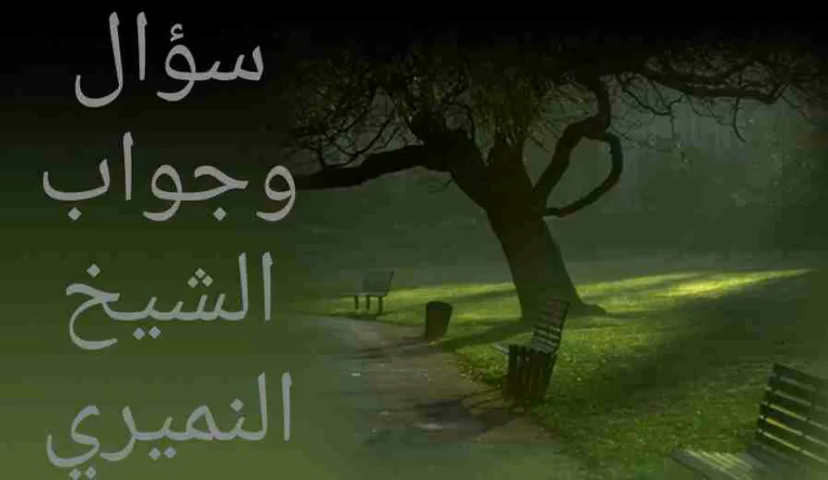 سؤال
وجواب
الشيخ
النميري